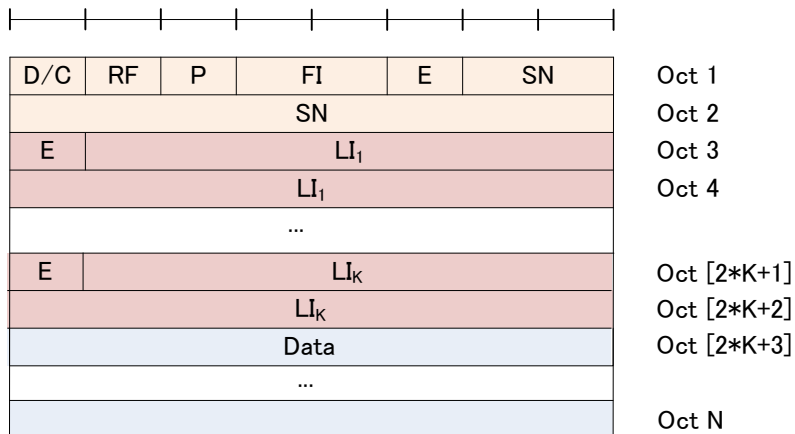 D/C RF P FI E SN Oct 1
SN Oct 2
E LI₁ Oct 3
LI₁ Oct 4
...
E LIₖ Oct [2*K+1]
LIₖ Oct [2*K+2]
Data Oct [2*K+3]
...
Oct N